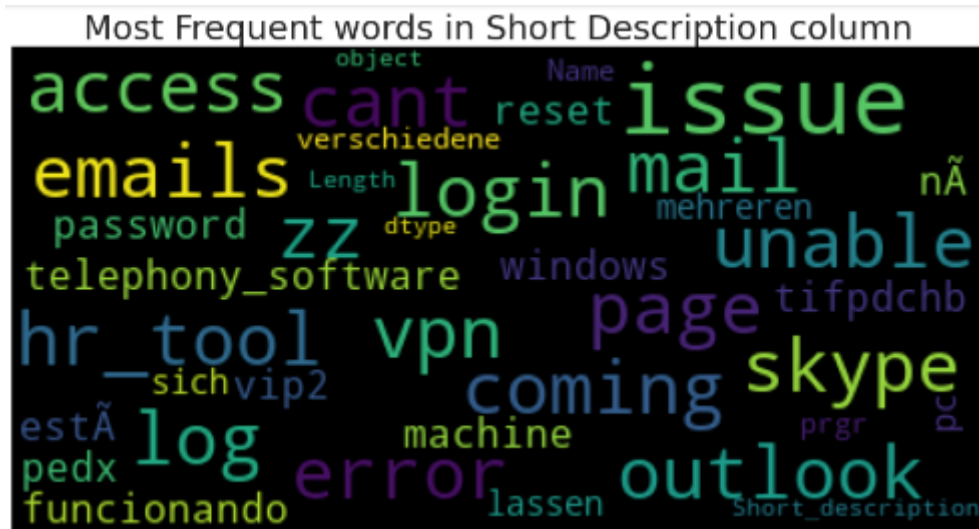 Most Frequent words in Short Description column
object
Name
access
cant
reset
issue
verschiedene
emails
Length
login
mail
nÃ
password
zz
dtype
mehreren
unable
telephony_software
windows
page
tifpdchb
hr_tool
vpn
skype
sich
vip2
coming
estÃ
log
machine
prgr
pc
pedx
error
outlook
funcionando
lassen
Short_description